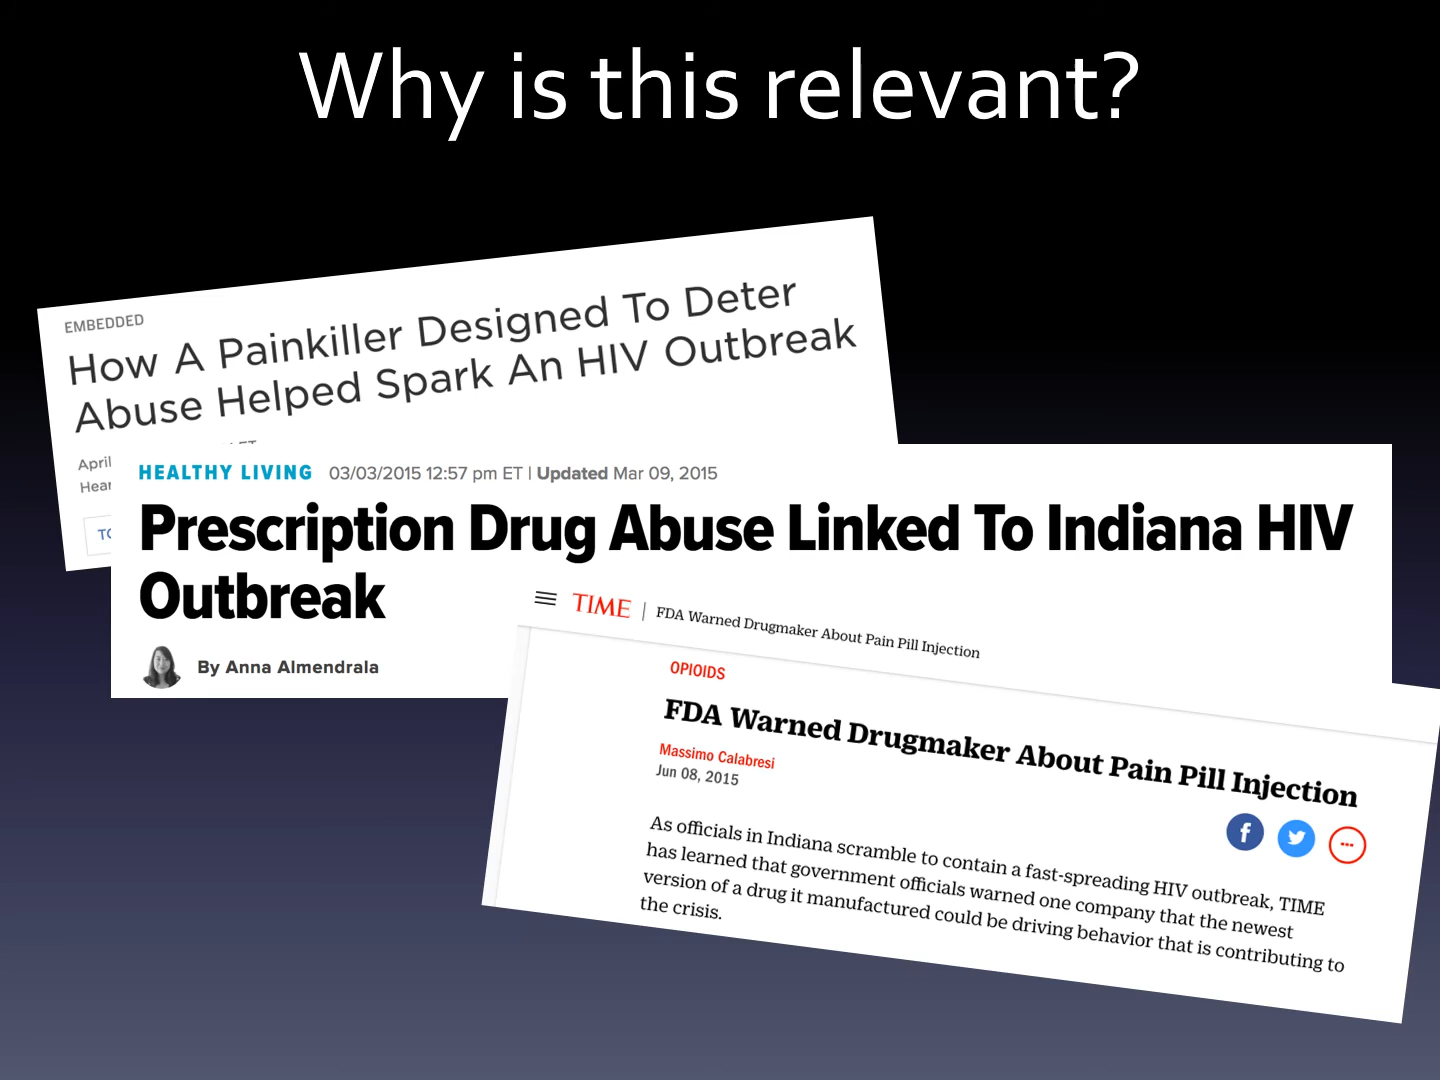 Why is this relevant?
EMBEDDED
How A Painkiller Designed To Deter
Abuse Helped Spark An HIV Outbreak
April
ET
Hear
TO
HEALTHY LIVING 03/03/2015 12:57 pm ET | Updated Mar 09, 2015
Prescription Drug Abuse Linked To Indiana HIV
Outbreak
By Anna Almendrala
TIME | FDA Warned Drugmaker About Pain Pill Injection
OPIOIDS
FDA Warned Drugmaker About Pain Pill Injection
Massimo Calabresi
Jun 08, 2015
As officials in Indiana scramble to contain a fast-spreading HIV outbreak, TIME
has learned that government officials warned one company that the newest
version of a drug it manufactured could be driving behavior that is contributing to
the crisis.